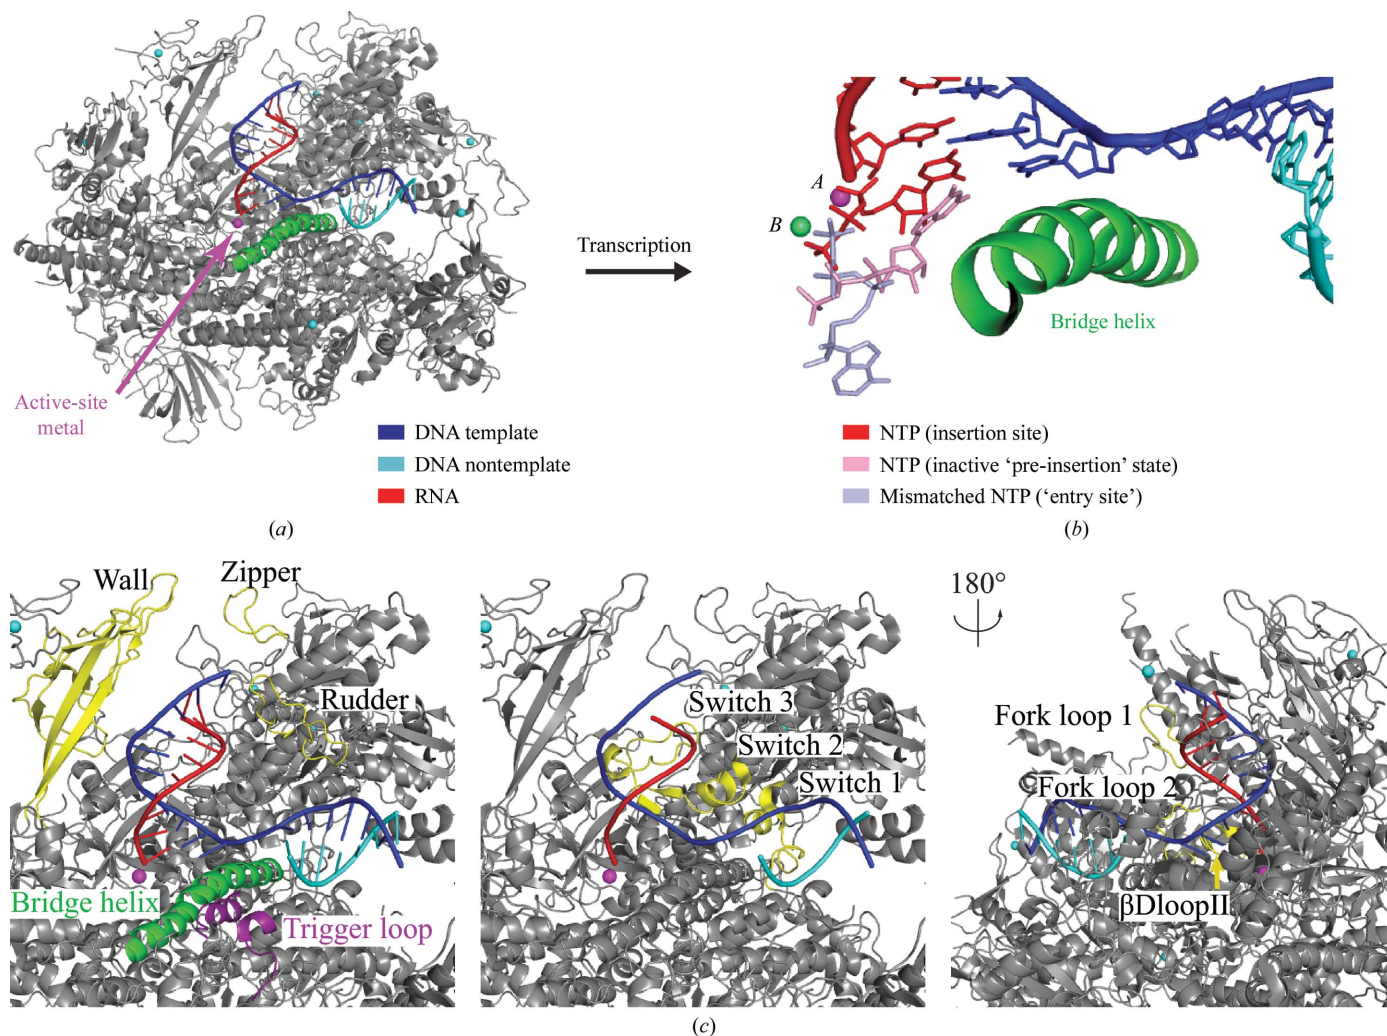 Active-site
metal
DNA template
DNA nontemplate
RNA
(a)
Transcription
A
B
Bridge helix
NTP (insertion site)
NTP (inactive ‘pre-insertion’ state)
Mismatched NTP (‘entry site’)
(b)
Wall
Zipper
Rudder
Bridge helix
Trigger loop
Switch 3
Switch 2
Switch 1
180°
Fork loop 1
Fork loop 2
βDloopII
(c)